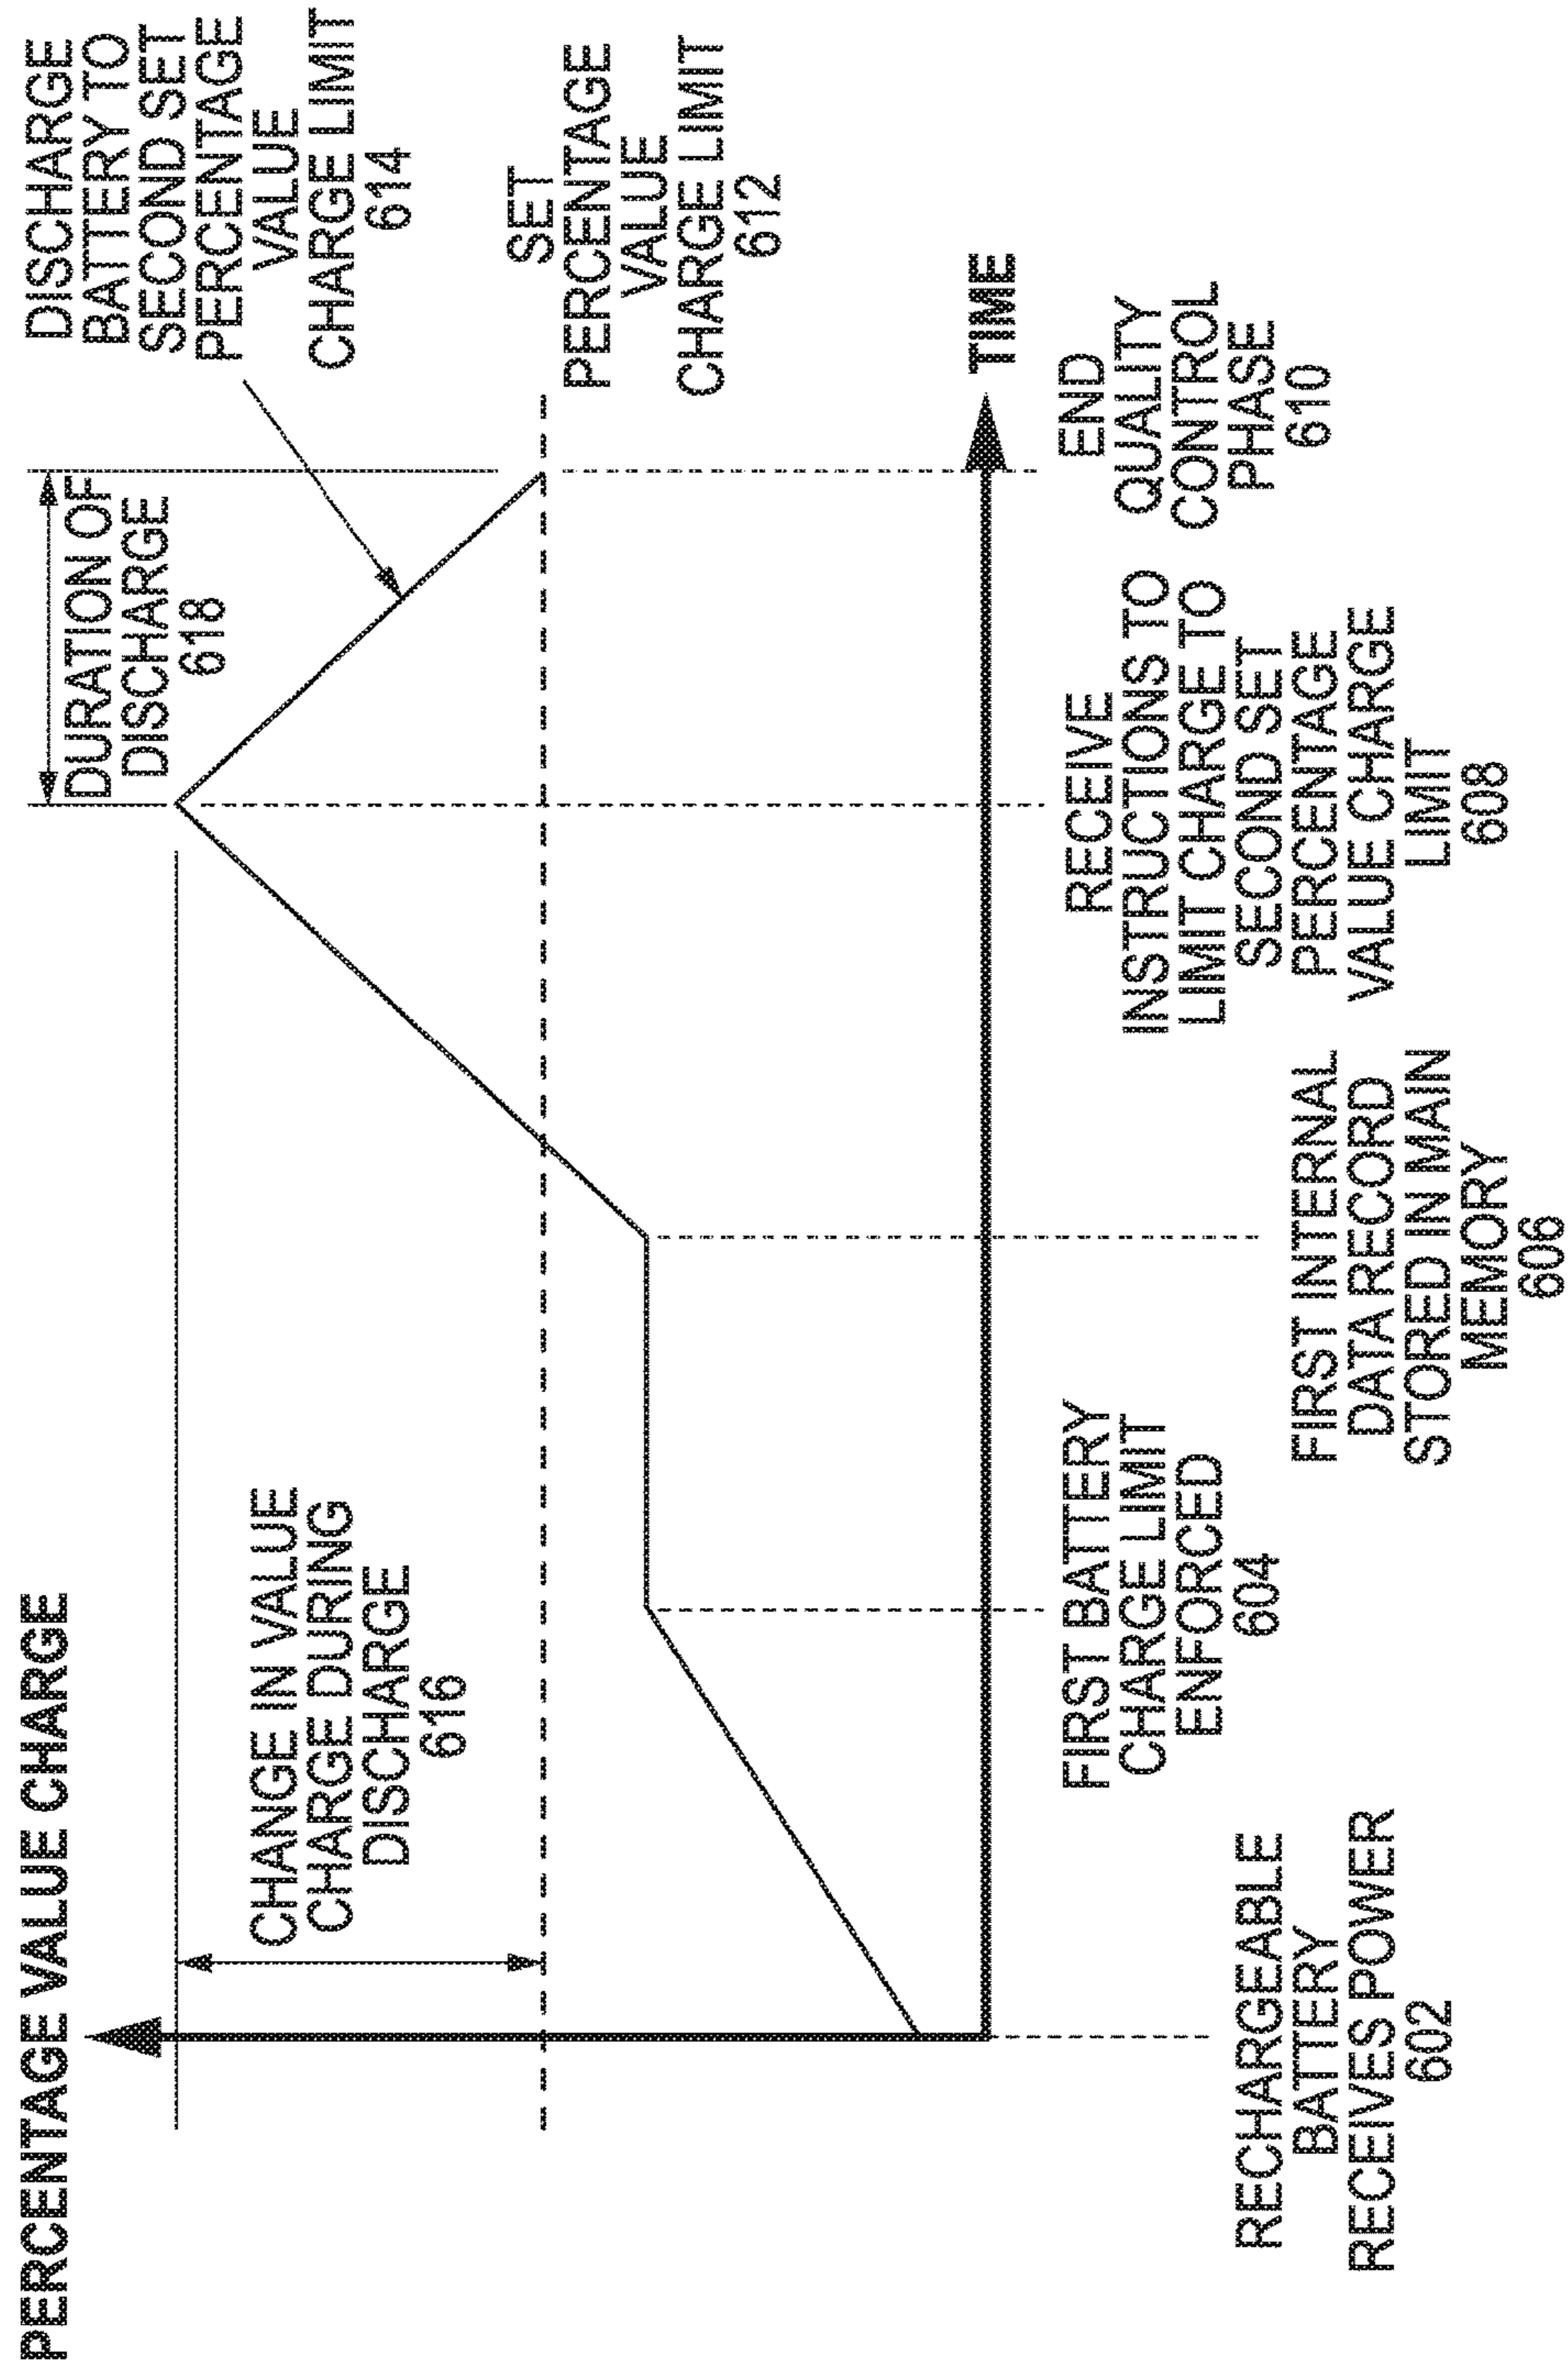 PERCENTAGE VALUE CHARGE
CHANGE IN VALUE
CHARGE DURING
DISCHARGE
616
DURATION OF
DISCHARGE
618
DISCHARGE
BATTERY TO
SECOND SET
PERCENTAGE
VALUE
CHARGE LIMIT
614
SET
PERCENTAGE
VALUE
CHARGE LIMIT
612
TIME
RECHARGEABLE
BATTERY
RECEIVES POWER
602
FIRST BATTERY
CHARGE LIMIT
ENFORCED
604
FIRST INTERNAL
DATA RECORD
STORED IN MAIN
MEMORY
606
RECEIVE
INSTRUCTIONS TO
LIMIT CHARGE TO
SECOND SET
PERCENTAGE
VALUE CHARGE
LIMIT
608
END
QUALITY
CONTROL
PHASE
610